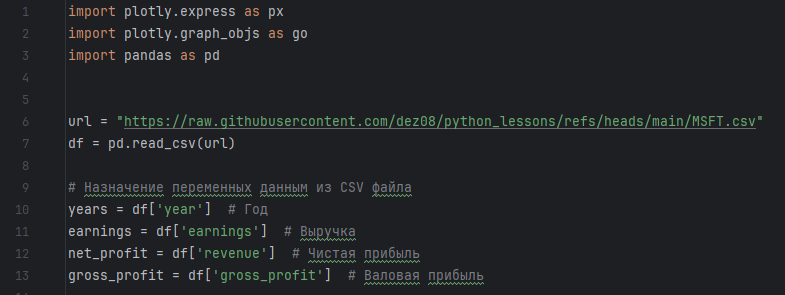 1 import plotly.express as px
2 import plotly.graph_objs as go
3 import pandas as pd
4
5
6 url = "https://raw.githubusercontent.com/dez08/python_lessons/refs/heads/main/MSFT.csv"
7 df = pd.read_csv(url)
8
9 # Назначение переменных данным из CSV файла
10 years = df['year']  # Год
11 earnings = df['earnings']  # Выручка
12 net_profit = df['revenue']  # Чистая прибыль
13 gross_profit = df['gross_profit']  # Валовая прибыль